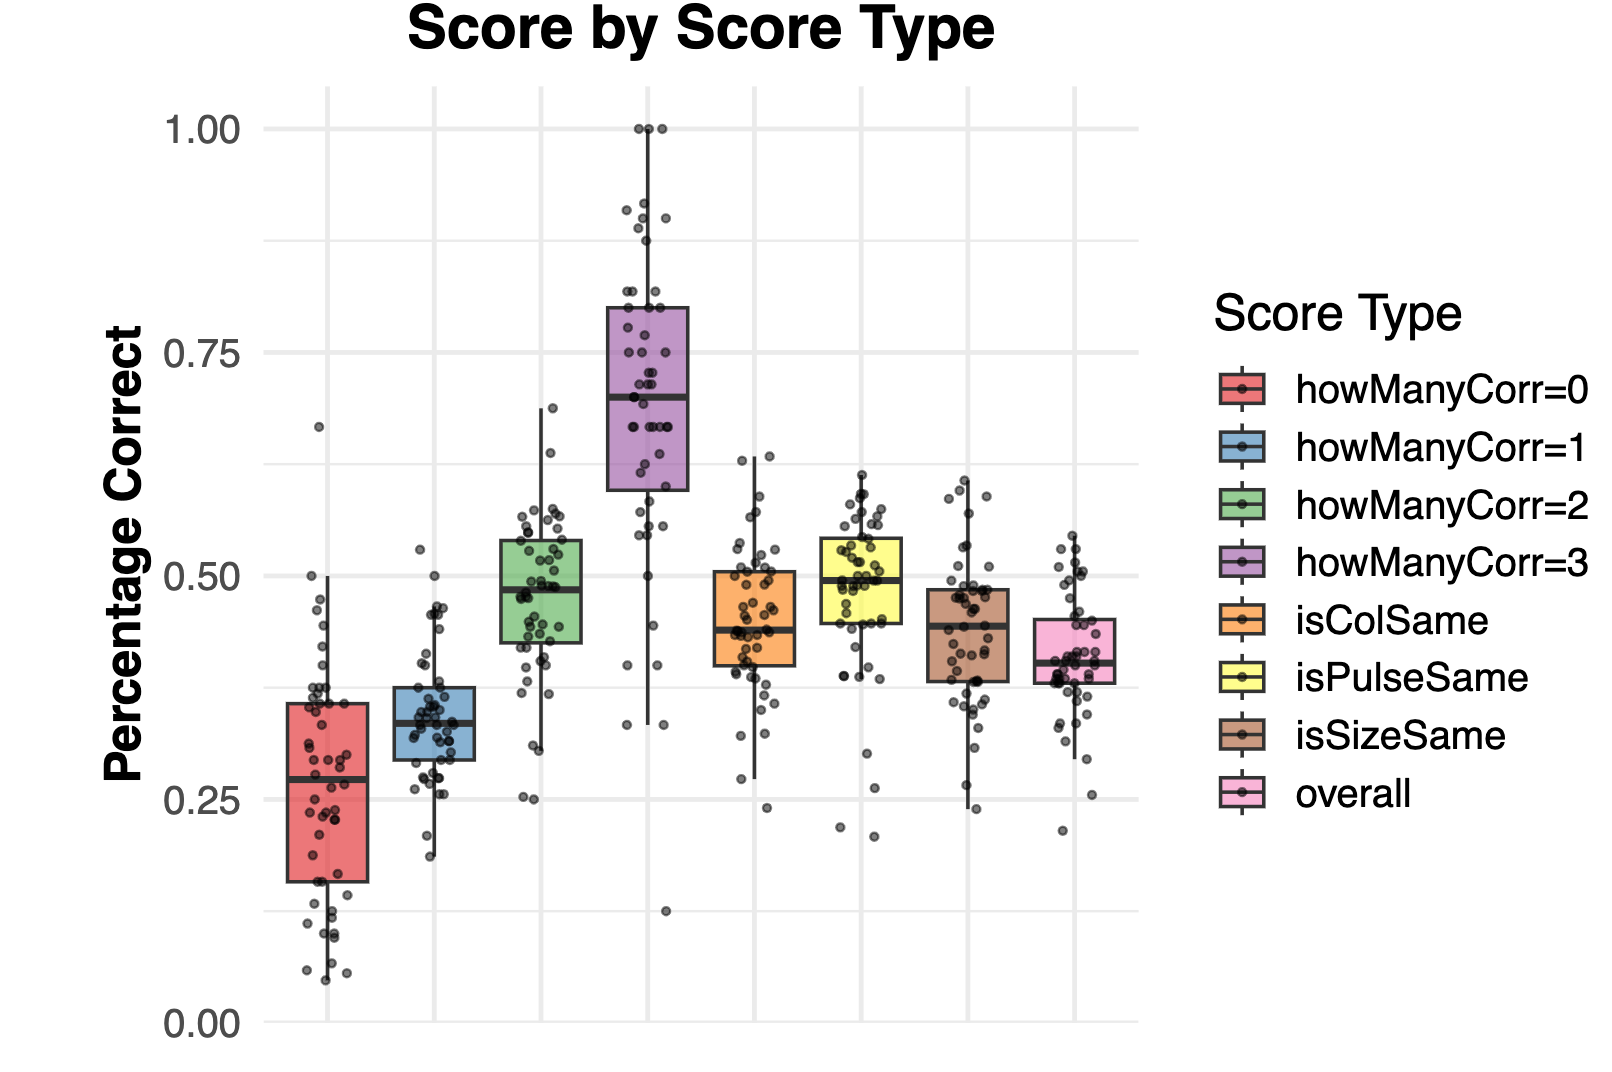 Score by Score Type
Percentage Correct
1.00
0.75
0.50
0.25
0.00
Score Type
howManyCorr=0
howManyCorr=1
howManyCorr=2
howManyCorr=3
isColSame
isPulseSame
isSizeSame
overall